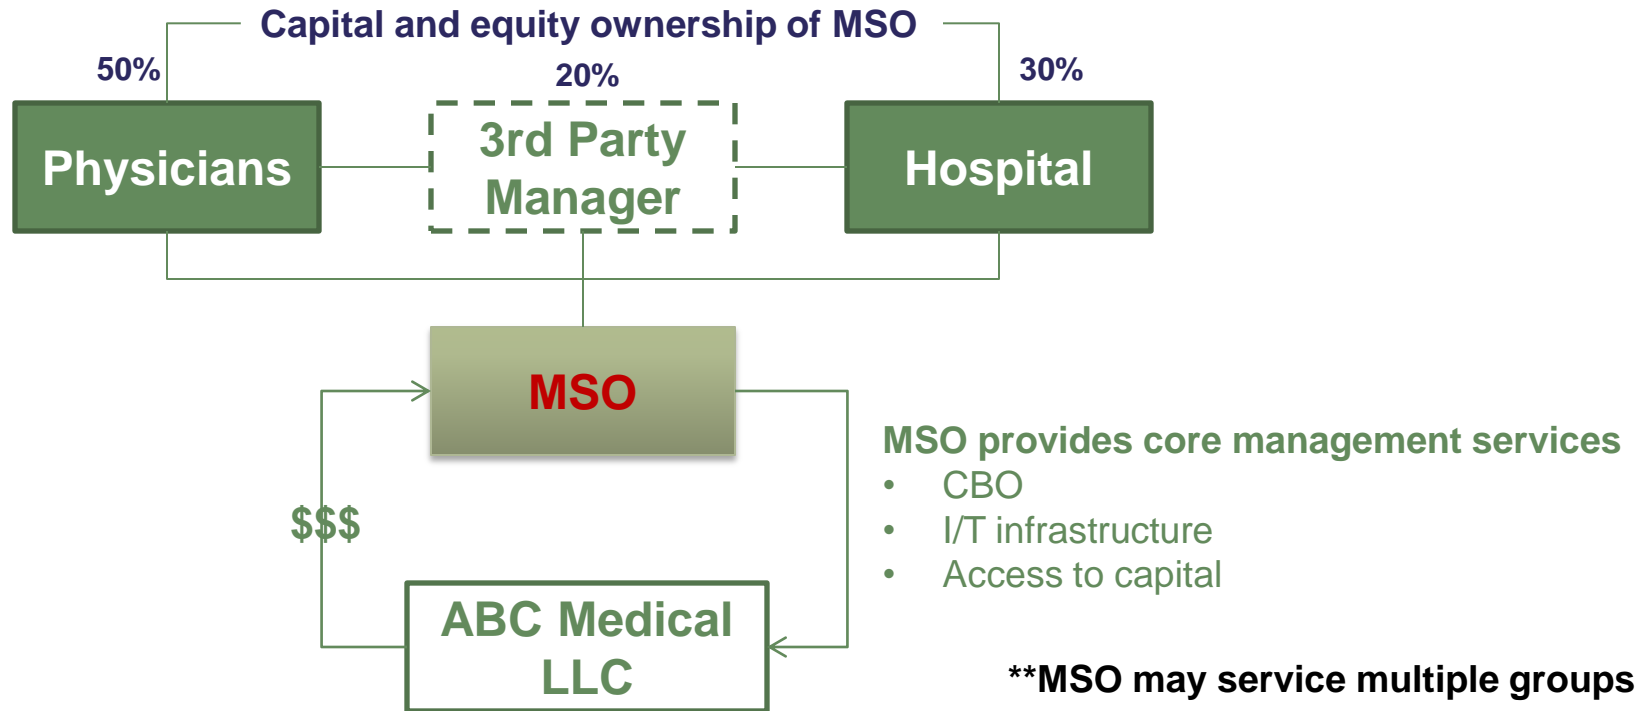 Capital and equity ownership of MSO
50%
20%
30%
Physicians
3rd Party
Manager
Hospital
MSO
MSO provides core management services
• CBO
• I/T infrastructure
• Access to capital
$$$
ABC Medical
LLC
**MSO may service multiple groups